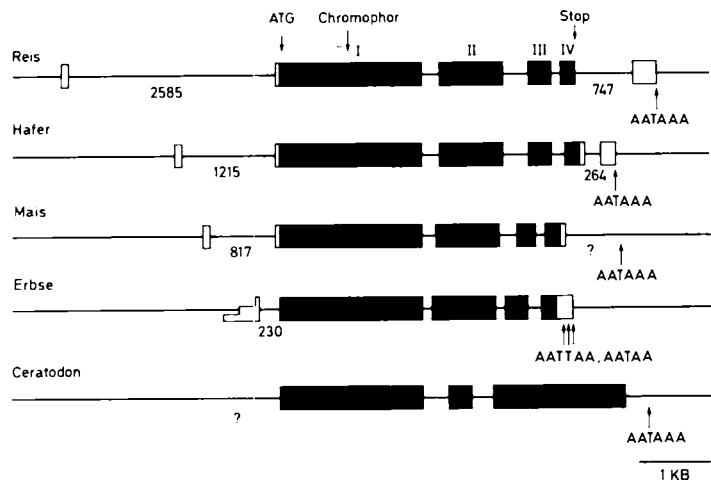 ATG Chromophor Stop
I II III IV
Reis
2585 747
AATAAA
Hafer
1215 264
AATAAA
Mais
817 ?
AATAAA
Erbse
230
AATTAA, AATAA
Ceratodon
?
AATAAA
1 KB